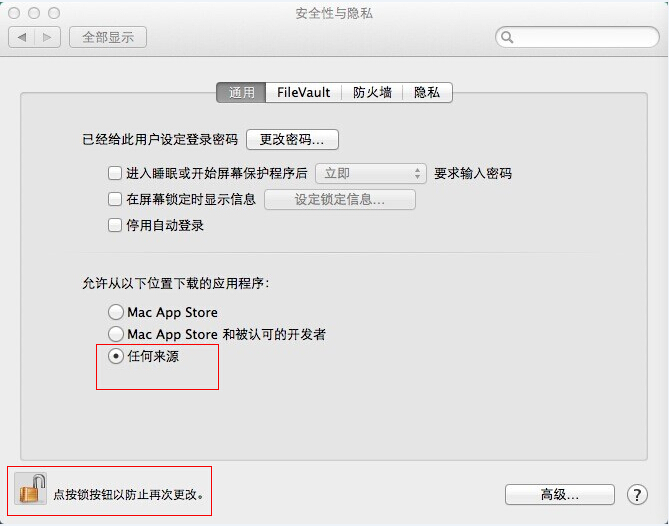 安全性与隐私
全部显示
通用 FileVault 防火墙 隐私
已经给此用户设定登录密码 更改密码...
进入睡眠或开始屏幕保护程序后 立即 要求输入密码
在屏幕锁定时显示信息 设定锁定信息...
停用自动登录
允许从以下位置下载的应用程序：
Mac App Store
Mac App Store 和被认可的开发者
任何来源
点按锁按钮以防止再次更改。 高级... ?